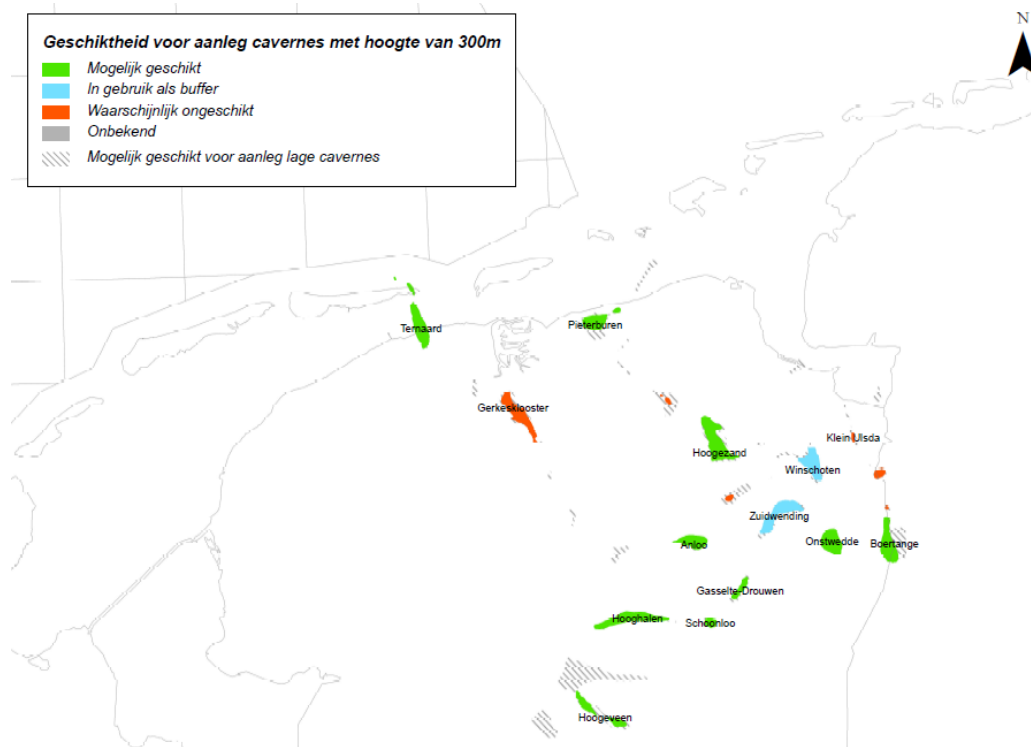 N
Geschiktheid voor aanleg cavernes met hoogte van 300m
Mogelijk geschikt
In gebruik als buffer
Waarschijnlijk ongeschikt
Onbekend
Mogelijk geschikt voor aanleg lage cavernes
Ternaard
Pieterburen
Gerkesklooster
Klein-Ulsda
Hoogezand
Winschoten
Zuidwending
Anloo
Onstwedde
Boertange
Gasselte-Drouwen
Hooghalen
Schoonloo
Hoogeveen